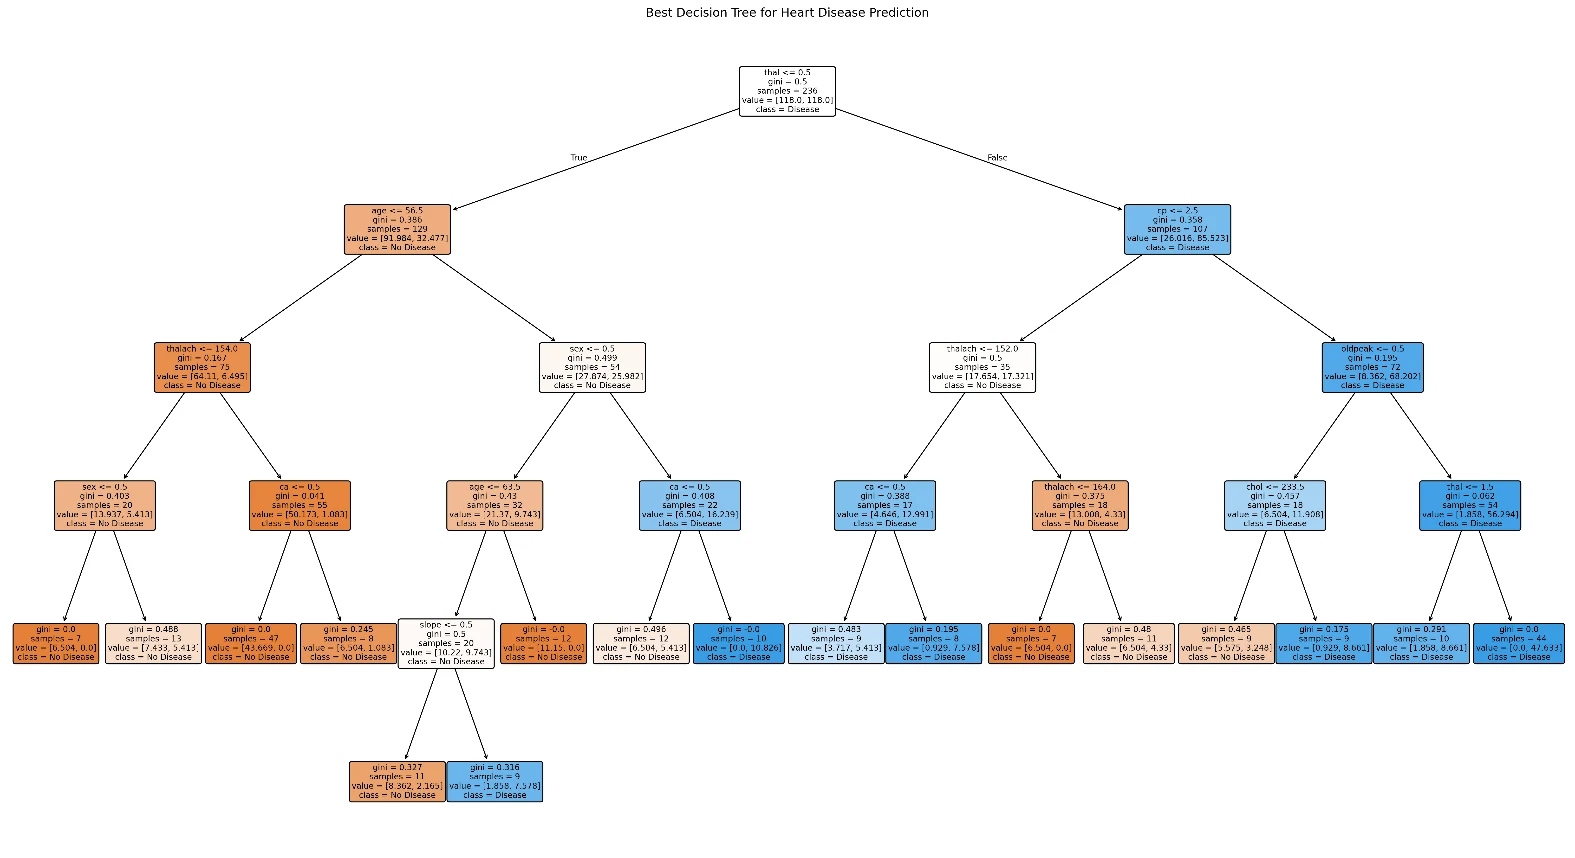 Best Decision Tree for Heart Disease Prediction
thal <= 0.5
gini = 0.5
samples = 236
value = [118.0, 118.0]
class = Disease
True
False
age <= 56.5
gini = 0.386
samples = 129
value = [91.984, 32.477]
class = No Disease
cp <= 2.5
gini = 0.358
samples = 107
value = [26.016, 85.523]
class = Disease
thalach <= 154.0
gini = 0.167
samples = 75
value = [64.11, 6.495]
class = No Disease
sex <= 0.5
gini = 0.499
samples = 54
value = [27.874, 25.982]
class = No Disease
thalach <= 152.0
gini = 0.5
samples = 35
value = [17.654, 17.321]
class = No Disease
oldpeak <= 0.5
gini = 0.195
samples = 72
value = [8.362, 68.202]
class = Disease
sex <= 0.5
gini = 0.403
samples = 20
value = [13.937, 5.413]
class = No Disease
ca <= 0.5
gini = 0.041
samples = 55
value = [50.173, 1.083]
class = No Disease
age <= 63.5
gini = 0.43
samples = 32
value = [21.37, 9.743]
class = No Disease
ca <= 0.5
gini = 0.408
samples = 22
value = [6.504, 16.239]
class = Disease
ca <= 0.5
gini = 0.388
samples = 17
value = [4.646, 12.991]
class = Disease
thalach <= 164.0
gini = 0.375
samples = 18
value = [13.008, 4.33]
class = No Disease
chol <= 233.5
gini = 0.457
samples = 18
value = [6.504, 11.908]
class = Disease
thal <= 1.5
gini = 0.062
samples = 54
value = [1.858, 56.294]
class = Disease
gini = 0.0
samples = 7
value = [6.504, 0.0]
class = No Disease
gini = 0.488
samples = 13
value = [7.433, 5.413]
class = No Disease
gini = 0.0
samples = 47
value = [43.669, 0.0]
class = No Disease
gini = 0.245
samples = 8
value = [6.504, 1.083]
class = No Disease
slope <= 0.5
gini = 0.5
samples = 20
value = [10.22, 9.743]
class = No Disease
gini = -0.0
samples = 12
value = [11.15, 0.0]
class = No Disease
gini = 0.496
samples = 12
value = [6.504, 5.413]
class = No Disease
gini = -0.0
samples = 10
value = [0.0, 10.826]
class = Disease
gini = 0.483
samples = 9
value = [3.717, 5.413]
class = Disease
gini = 0.195
samples = 8
value = [0.929, 7.578]
class = Disease
gini = 0.0
samples = 7
value = [6.504, 0.0]
class = No Disease
gini = 0.48
samples = 11
value = [6.504, 4.33]
class = No Disease
gini = 0.465
samples = 9
value = [5.575, 3.248]
class = No Disease
gini = 0.175
samples = 9
value = [0.929, 8.661]
class = Disease
gini = 0.291
samples = 10
value = [1.858, 8.661]
class = Disease
gini = 0.0
samples = 44
value = [0.0, 47.633]
class = Disease
gini = 0.327
samples = 11
value = [8.362, 2.165]
class = No Disease
gini = 0.316
samples = 9
value = [1.858, 7.578]
class = Disease